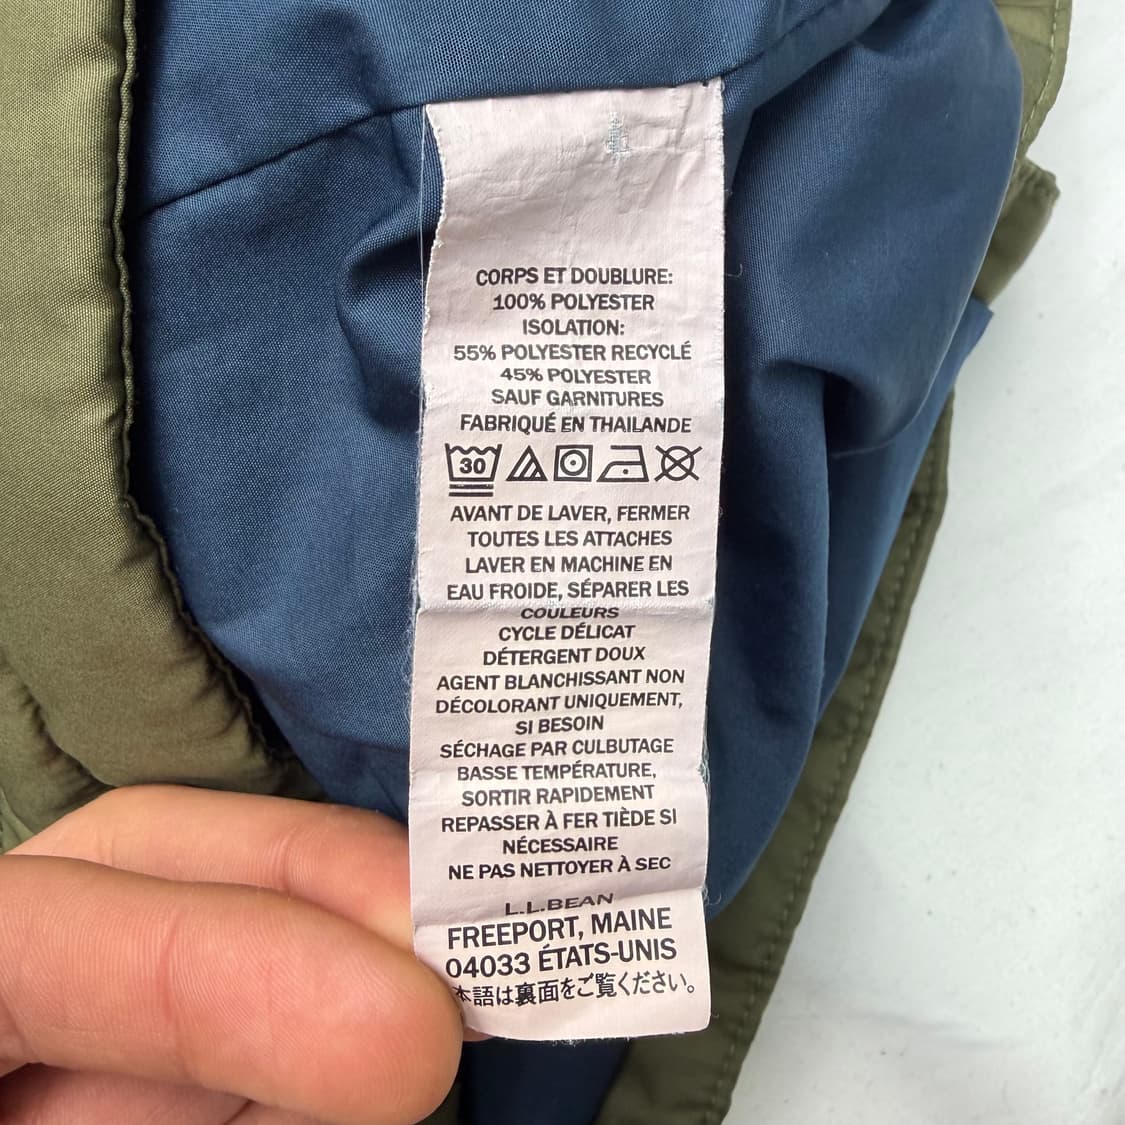 CORPS ET DOUBLURE:
100% POLYESTER
ISOLATION:
55% POLYESTER RECYCLÉ
45% POLYESTER
SAUF GARNITURES
FABRIQUÉ EN THAILANDE
30
AVANT DE LAVER, FERMER
TOUTES LES ATTACHES
LAVER EN MACHINE EN
EAU FROIDE, SÉPARER LES
COULEURS
CYCLE DÉLICAT
DÉTERGENT DOUX
AGENT BLANCHISSANT NON
DÉCOLORANT UNIQUEMENT,
SI BESOIN
SÉCHAGE PAR CULBUTAGE
BASSE TEMPÉRATURE,
SORTIR RAPIDEMENT
REPASSER À FER TIÈDE SI
NÉCESSAIRE
NE PAS NETTOYER À SEC
L.L.BEAN
FREEPORT, MAINE
04033 ÉTATS-UNIS
本語は裏面をご覧ください。